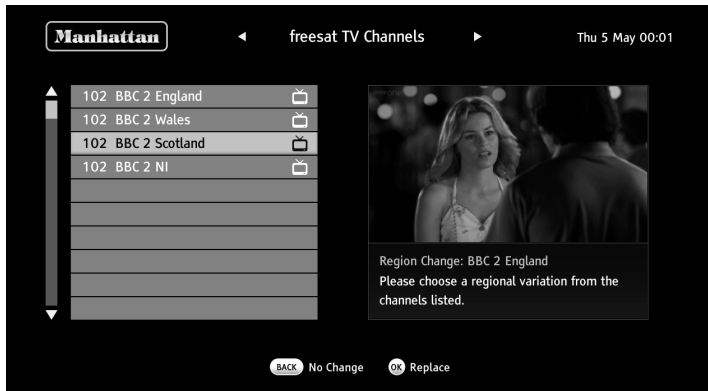 Manhattan
freesat TV Channels
Thu 5 May 00:01
102 BBC 2 England
102 BBC 2 Wales
102 BBC 2 Scotland
102 BBC 2 NI
Region Change: BBC 2 England
Please choose a regional variation from the
channels listed.
BACK No Change OK Replace